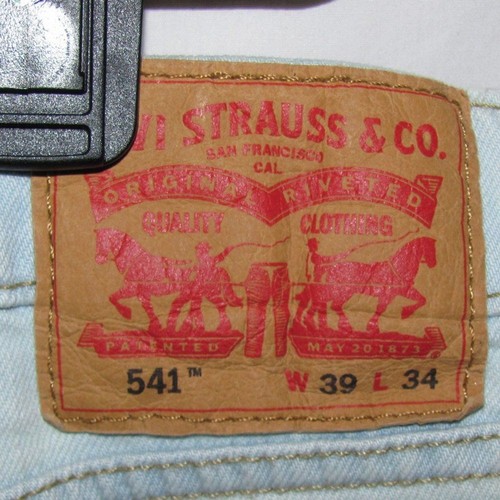 VI STRAUSS & CO.
SAN FRANCISCO
CAL
ORIGINAL RIVETED
QUALITY CLOTHING
PATENTED MAY 20 1873
541™ W 39 L 34